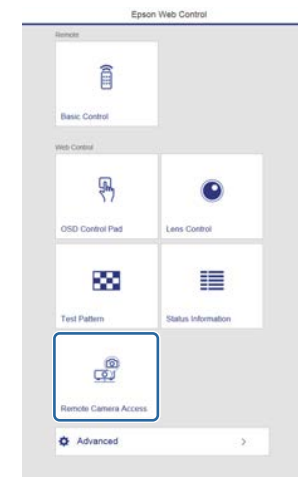 Epson Web Control
Remote
Basic Control
Web Control
OSD Control Pad
Lens Control
Test Pattern
Status Information
Remote Camera Access
Advanced